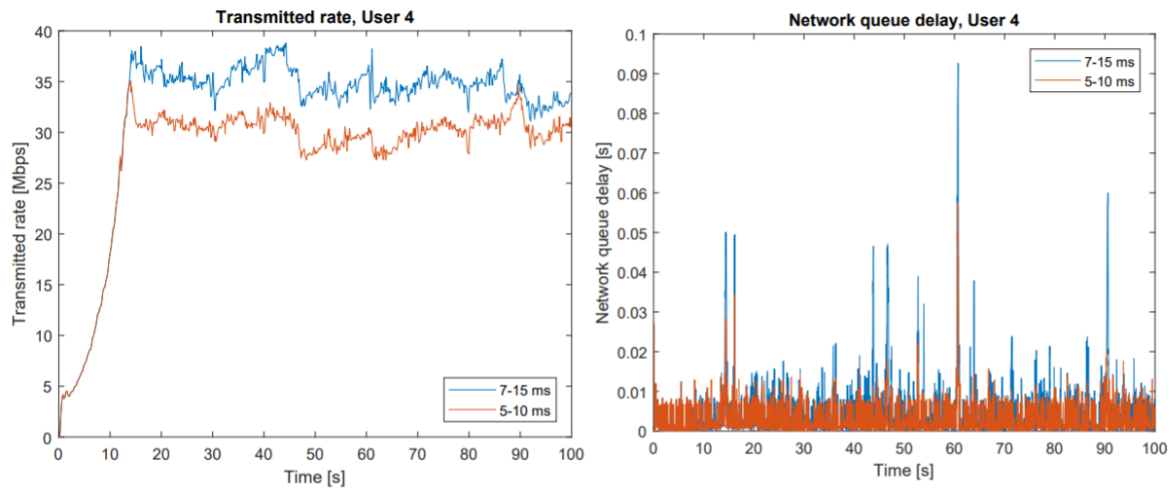 Transmitted rate, User 4
40
35
30
25
20
15
10
5
0
Transmitted rate [Mbps]
0 10 20 30 40 50 60 70 80 90 100
Time [s]
7-15 ms
5-10 ms
Network queue delay, User 4
0.1
0.09
0.08
0.07
0.06
0.05
0.04
0.03
0.02
0.01
0
Network queue delay [s]
0 10 20 30 40 50 60 70 80 90 100
Time [s]
7-15 ms
5-10 ms